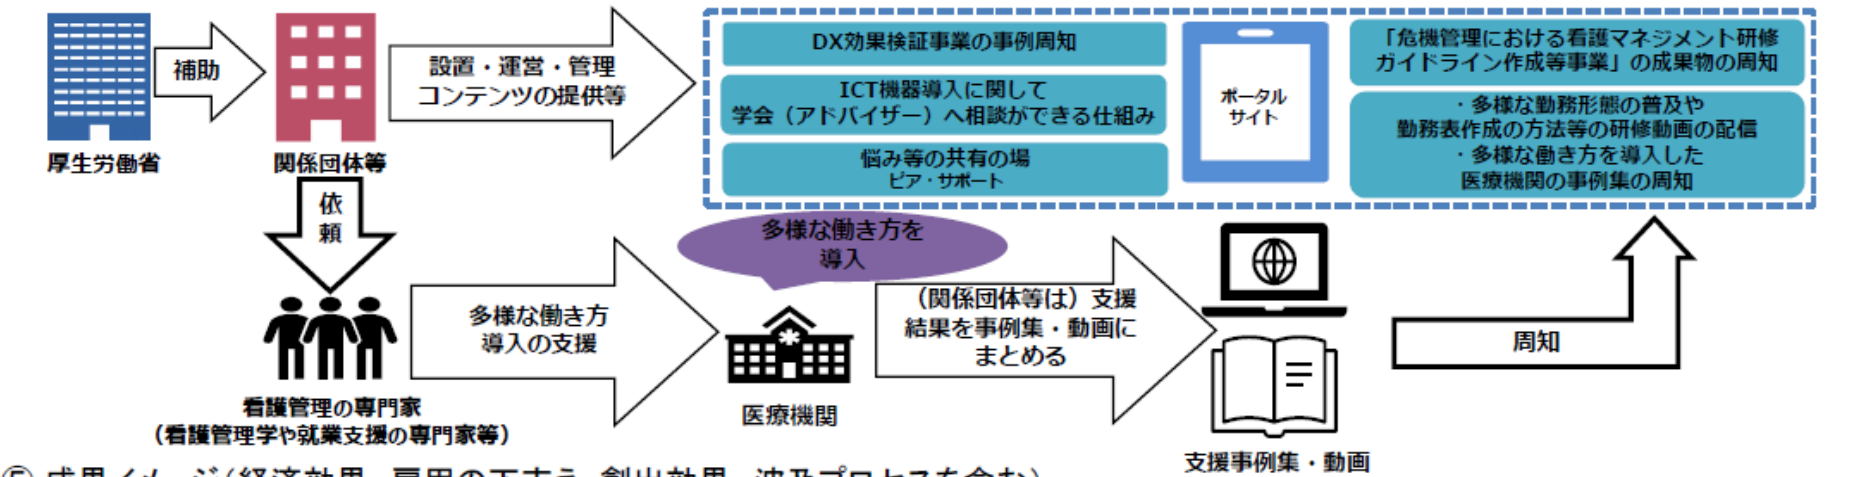 補助
設置・運営・管理
コンテンツの提供等
厚生労働省
関係団体等
DX効果検証事業の事例周知
ICT機器導入に関して
学会（アドバイザー）へ相談ができる仕組み
悩み等の共有の場
ピア・サポート
ポータル
サイト
「危機管理における看護マネジメント研修
ガイドライン作成等事業」の成果物の周知
・多様な勤務形態の普及や
勤務表作成の方法等の研修動画の配信
・多様な働き方を導入した
医療機関の事例集の周知
依
頼
多様な働き方を
導入
多様な働き方
導入の支援
（関係団体等は）支援
結果を事例集・動画に
まとめる
周知
看護管理の専門家
（看護管理学や就業支援の専門家等）
医療機関
支援事例集・動画